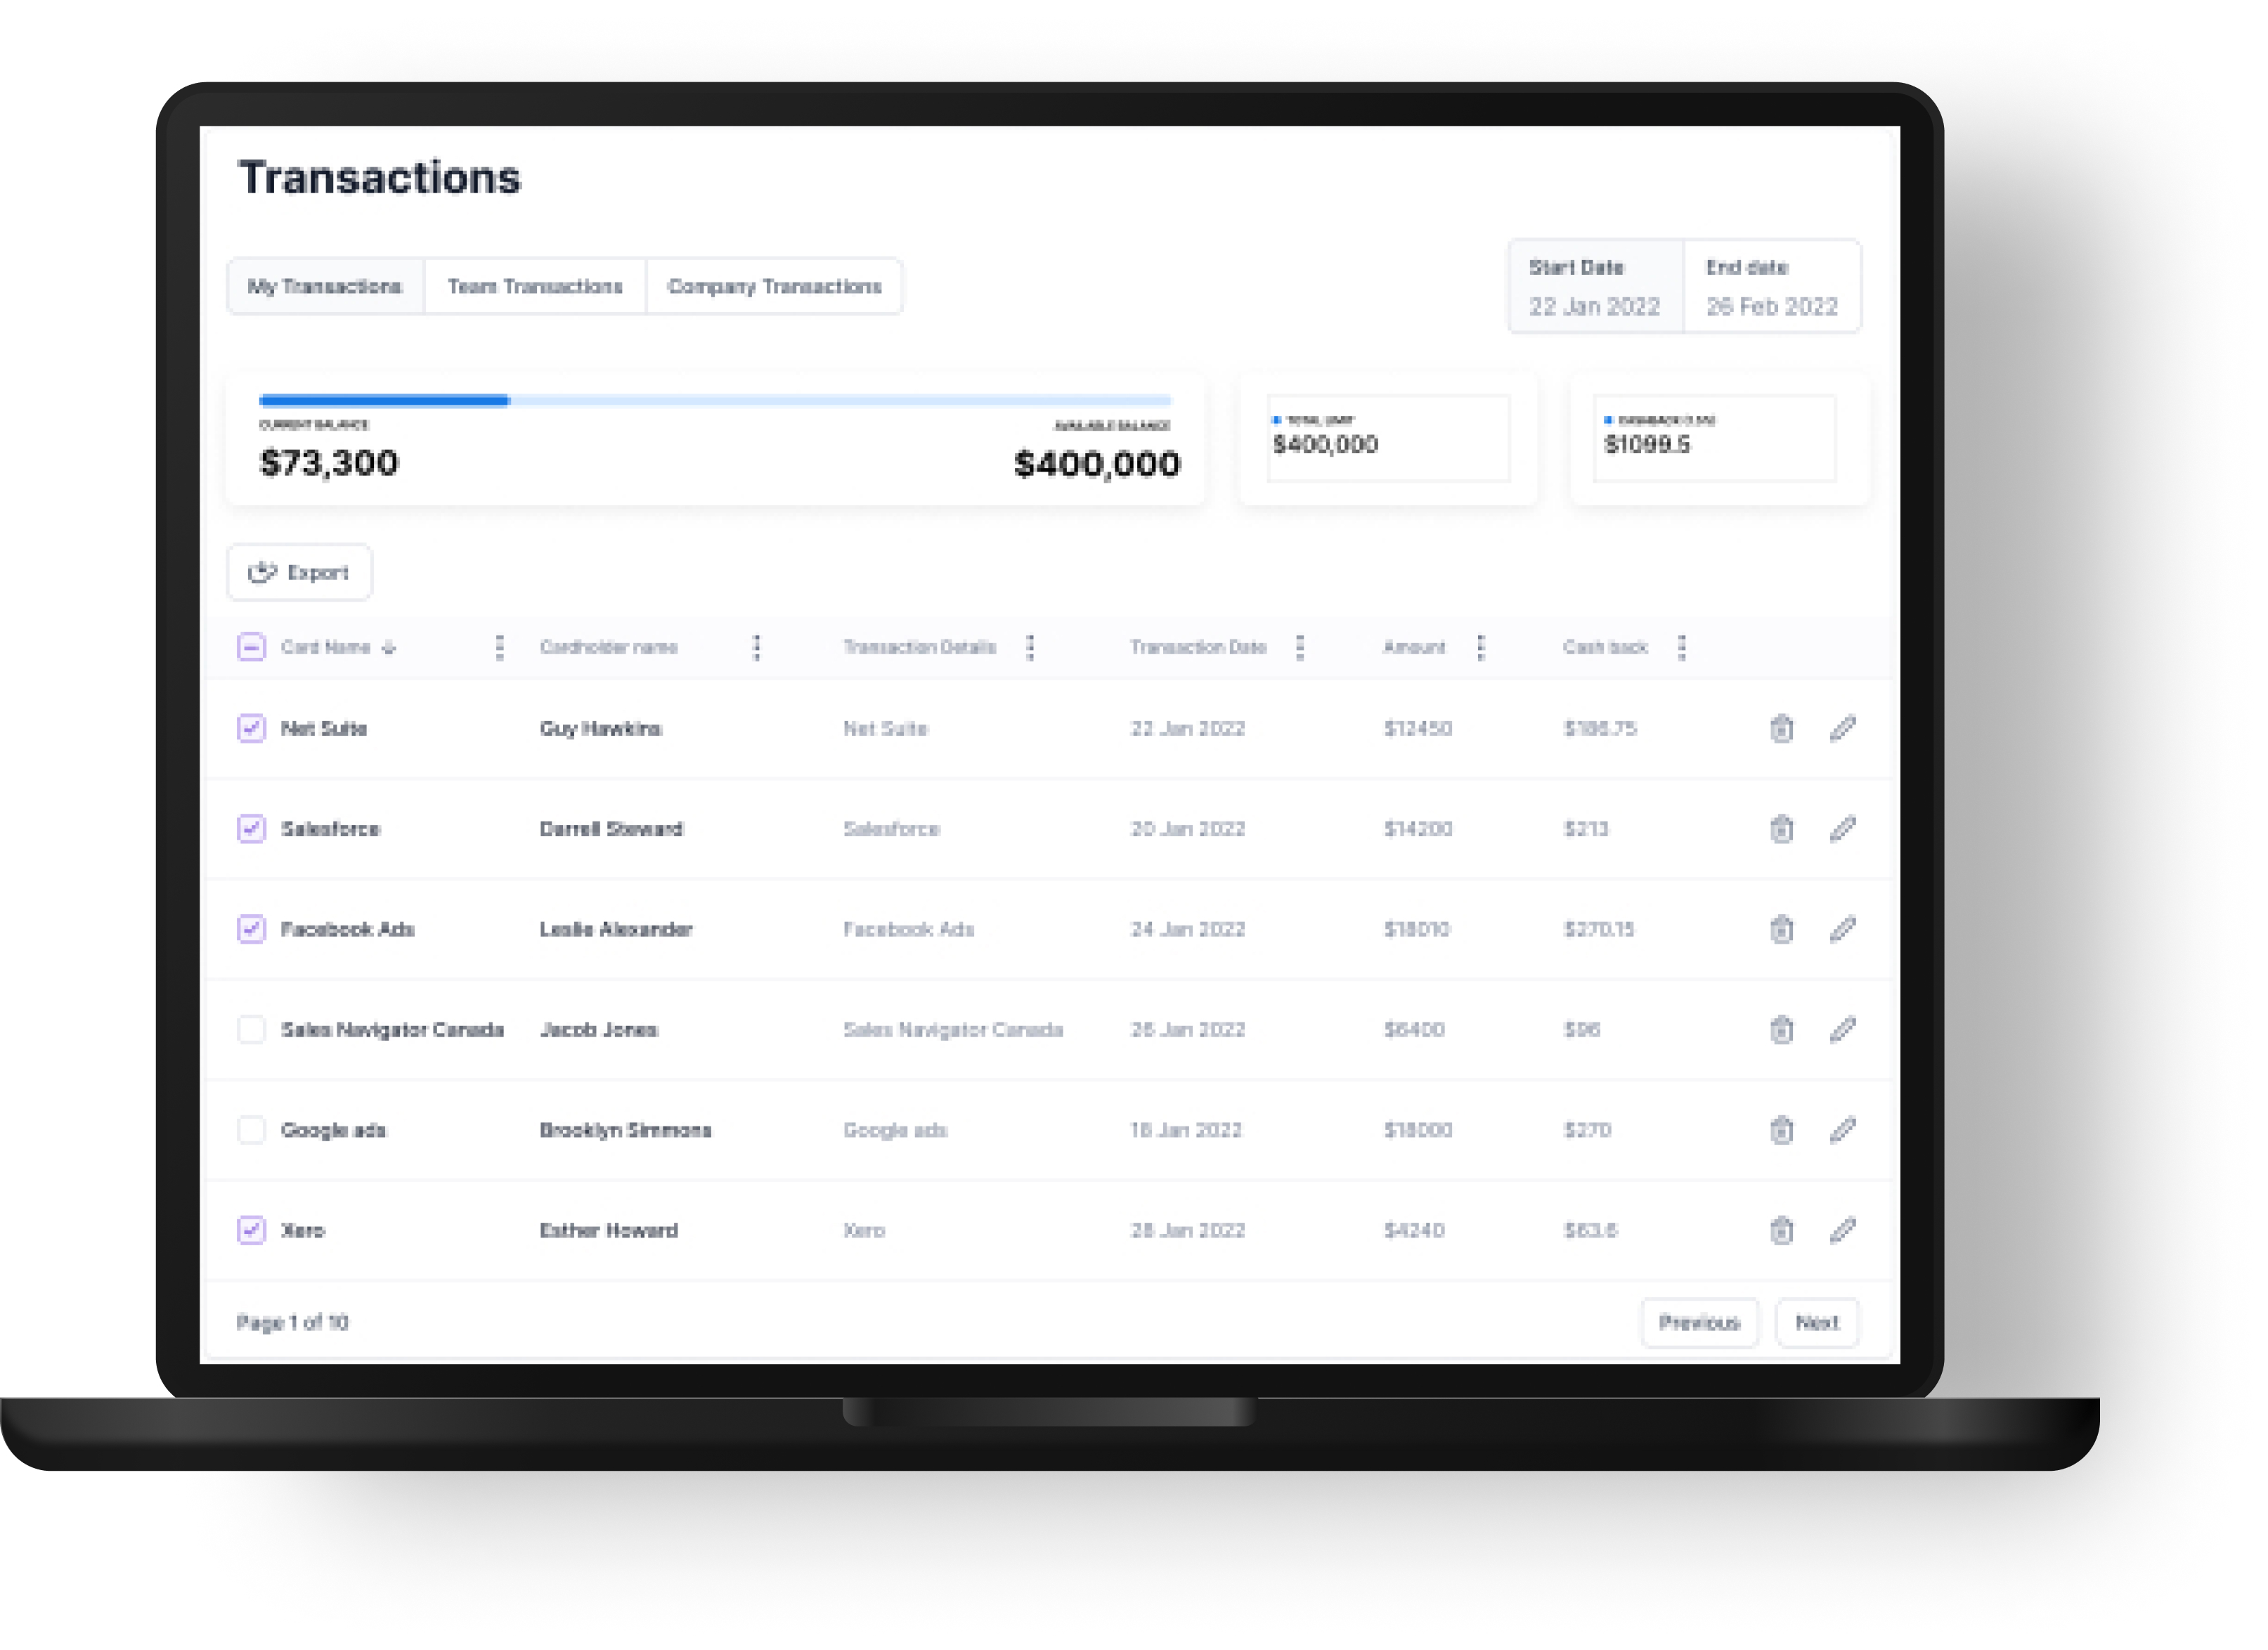 Transactions
My Transactions Team Transactions Company Transactions
Start Date End date
22 Jan 2022 26 Feb 2022
CURRENT BALANCE AVAILABLE BALANCE
$73,300 $400,000
TOTAL LIMIT
$400,000
CASHBACK
$1099.5
Export
Card Name Cardholder name Transaction Details Transaction Date Amount Cash back
Net Suite Guy Hawkins Net Suite 22 Jan 2022 $12450 $186.75
Salesforce Darrell Steward Salesforce 20 Jan 2022 $14200 $213
Facebook Ads Leslie Alexander Facebook Ads 24 Jan 2022 $18010 $270.15
Sales Navigator Canada Jacob Jones Sales Navigator Canada 26 Jan 2022 $6400 $96
Google ads Brooklyn Simmons Google ads 18 Jan 2022 $18000 $270
Xero Esther Howard Xero 28 Jan 2022 $4240 $63.6
Page 1 of 10 Previous Next